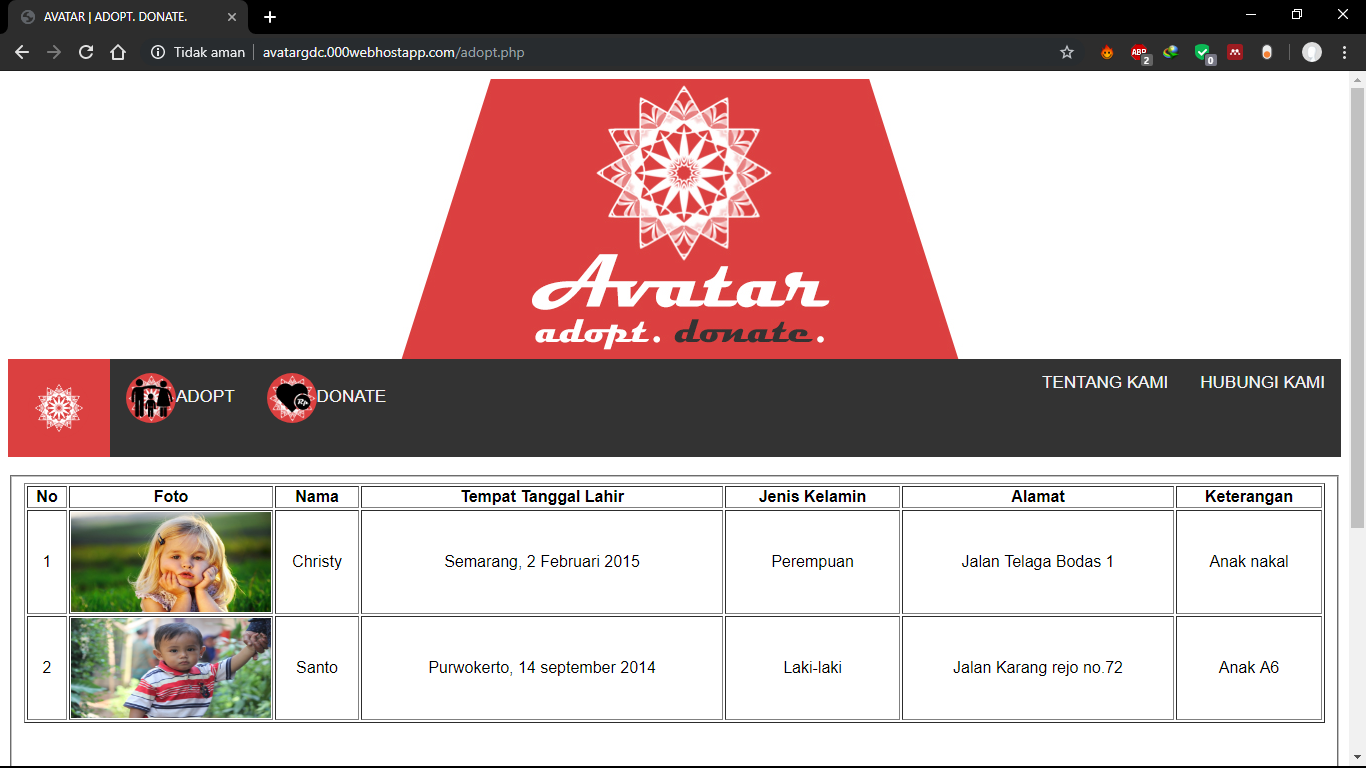 AVATAR | ADOPT. DONATE.
Tidak aman
avatargdc.000webhostapp.com/adopt.php
ABD
2
0
Avatar
adopt. donate.
ADOPT
DONATE
TENTANG KAMI
HUBUNGI KAMI
No Foto Nama Tempat Tanggal Lahir Jenis Kelamin Alamat Keterangan
1 Christy Semarang, 2 Februari 2015 Perempuan Jalan Telaga Bodas 1 Anak nakal
2 Santo Purwokerto, 14 september 2014 Laki-laki Jalan Karang rejo no.72 Anak A6